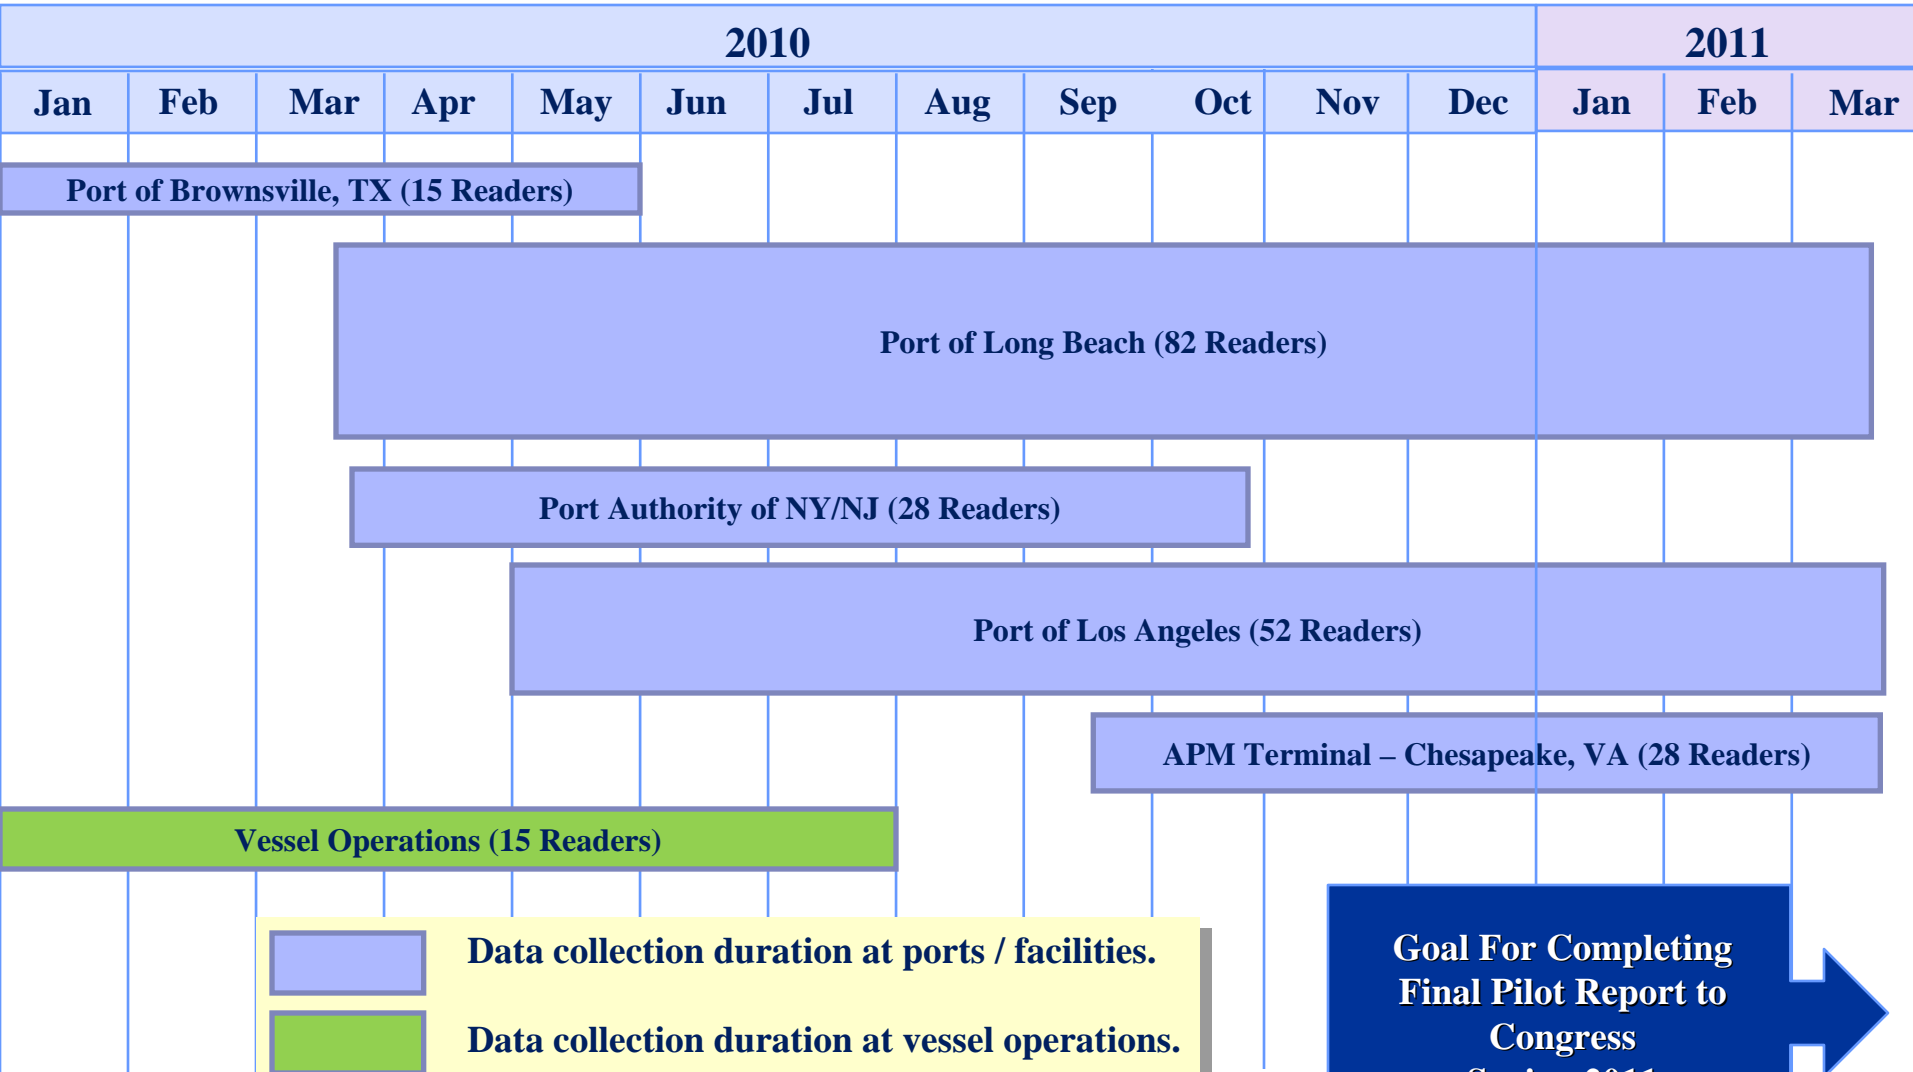 2010 2011
Jan Feb Mar Apr May Jun Jul Aug Sep Oct Nov Dec Jan Feb Mar
Port of Brownsville, TX (15 Readers)
Port of Long Beach (82 Readers)
Port Authority of NY/NJ (28 Readers)
Port of Los Angeles (52 Readers)
APM Terminal – Chesapeake, VA (28 Readers)
Vessel Operations (15 Readers)
Data collection duration at ports / facilities.
Data collection duration at vessel operations.
Goal For Completing
Final Pilot Report to
Congress